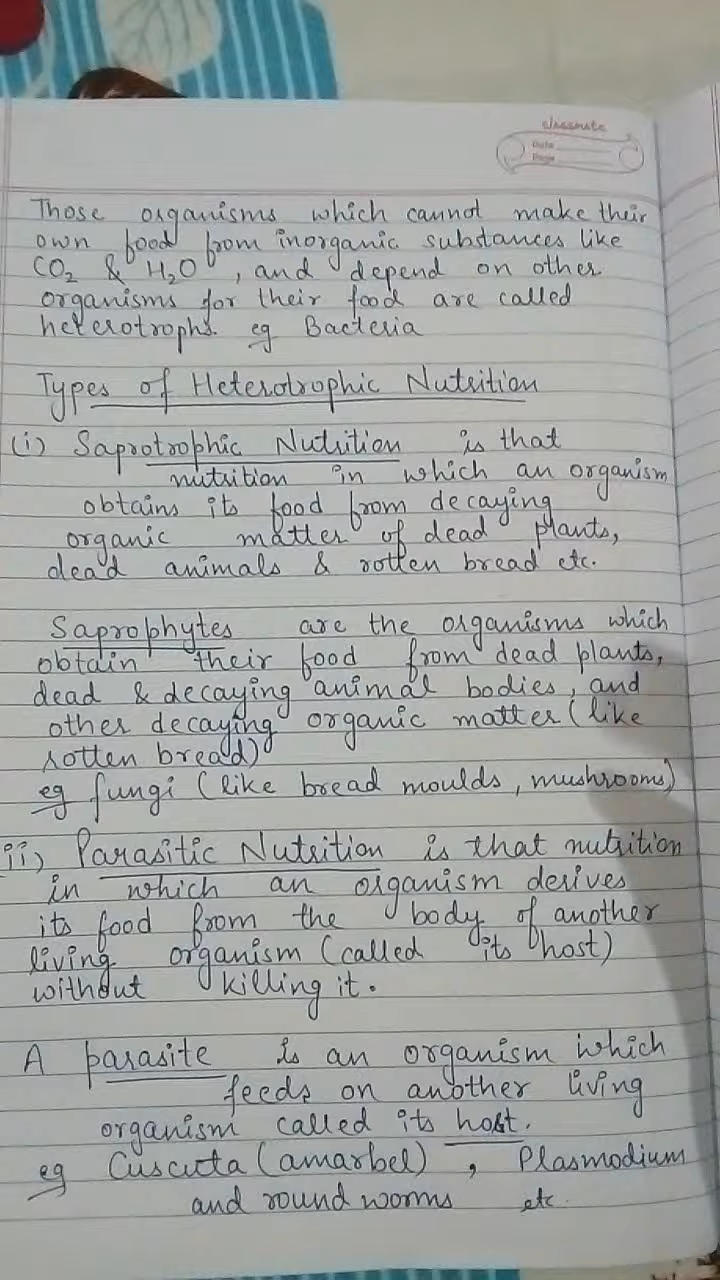 classmate
Date
Page
Those organisms which cannot make their
own food from inorganic substances like
CO₂ & H₂O , and depend on other
organisms for their food are called
heterotrophs. eg Bacteria
Types of Heterotrophic Nutrition
(i) Saprotrophic Nutrition is that
nutrition in which an organism
obtains its food from decaying
organic matter of dead plants,
dead animals & rotten bread etc.
Saprophytes are the organisms which
obtain their food from dead plants,
dead & decaying animal bodies, and
other decaying organic matter (like
rotten bread)
eg fungi (like bread moulds, mushrooms)
ii) Parasitic Nutrition is that nutrition
in which an organism derives
its food from the body of another
living organism (called its host)
without killing it.
A parasite is an organism which
feeds on another living
organism called its host.
eg Cuscuta (amarbel) , Plasmodium
and round worms etc.